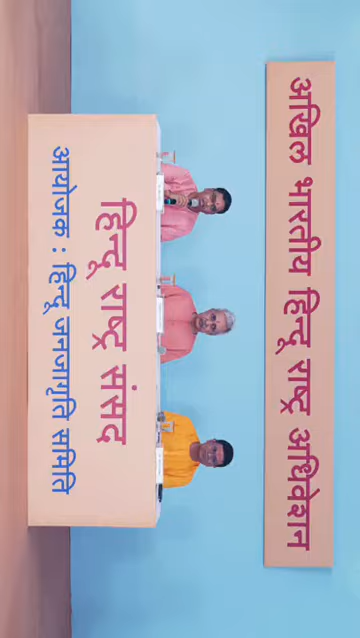 अखिल भारतीय हिन्दू राष्ट्र अधिवेशन
हिन्दू राष्ट्र संसद
आयोजक : हिन्दू जनजागृति समिति